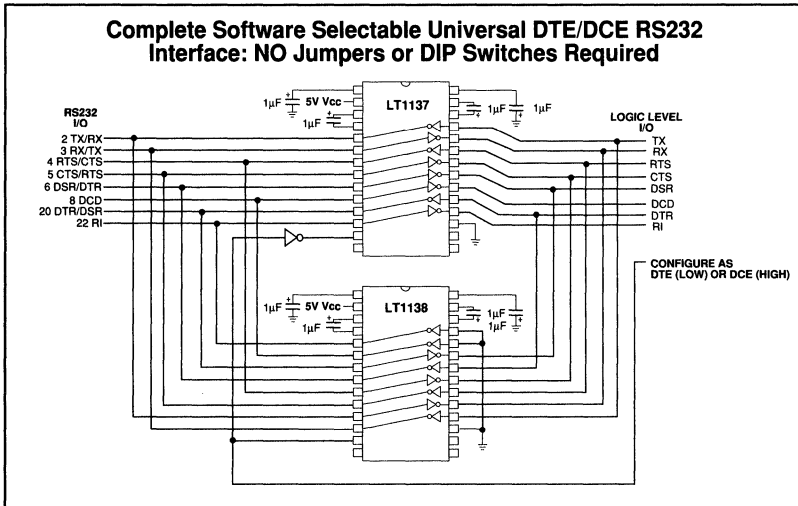 Complete Software Selectable Universal DTE/DCE RS232
Interface: NO Jumpers or DIP Switches Required
RS232
I/O
2 TX/RX
3 RX/TX
4 RTS/CTS
5 CTS/RTS
6 DSR/DTR
8 DCD
20 DTR/DSR
22 RI
1μF
5V Vcc
1μF
LT1137
1μF
1μF
LOGIC LEVEL
I/O
TX
RX
RTS
CTS
DSR
DCD
DTR
RI
CONFIGURE AS
DTE (LOW) OR DCE (HIGH)
1μF
5V Vcc
1μF
LT1138
1μF
1μF